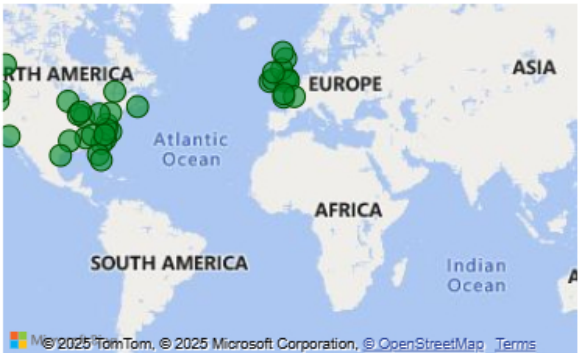 RTH AMERICA
EUROPE
ASIA
Atlantic
Ocean
AFRICA
SOUTH AMERICA
Indian
Ocean
A
© 2025 TomTom, © 2025 Microsoft Corporation, © OpenStreetMap Terms